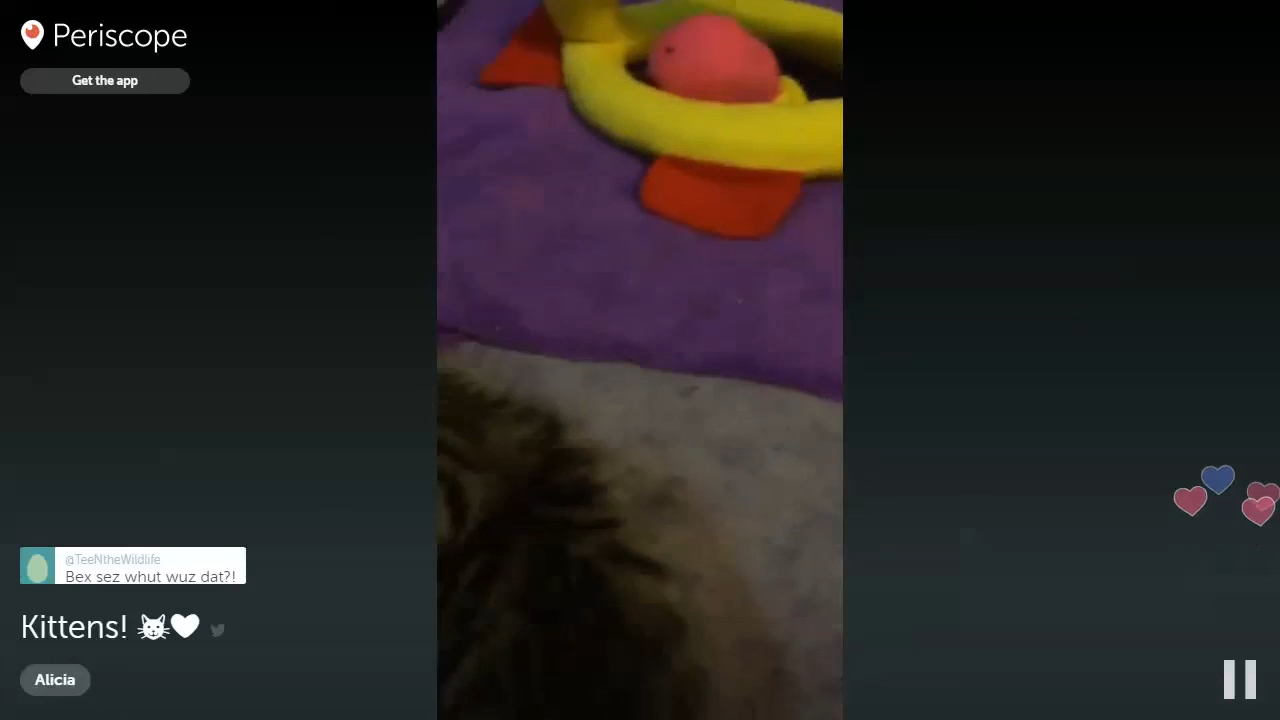 Periscope
Get the app
@TeeNtheWildlife
Bex sez whut wuz dat?!
Kittens! 🐱❤
Alicia